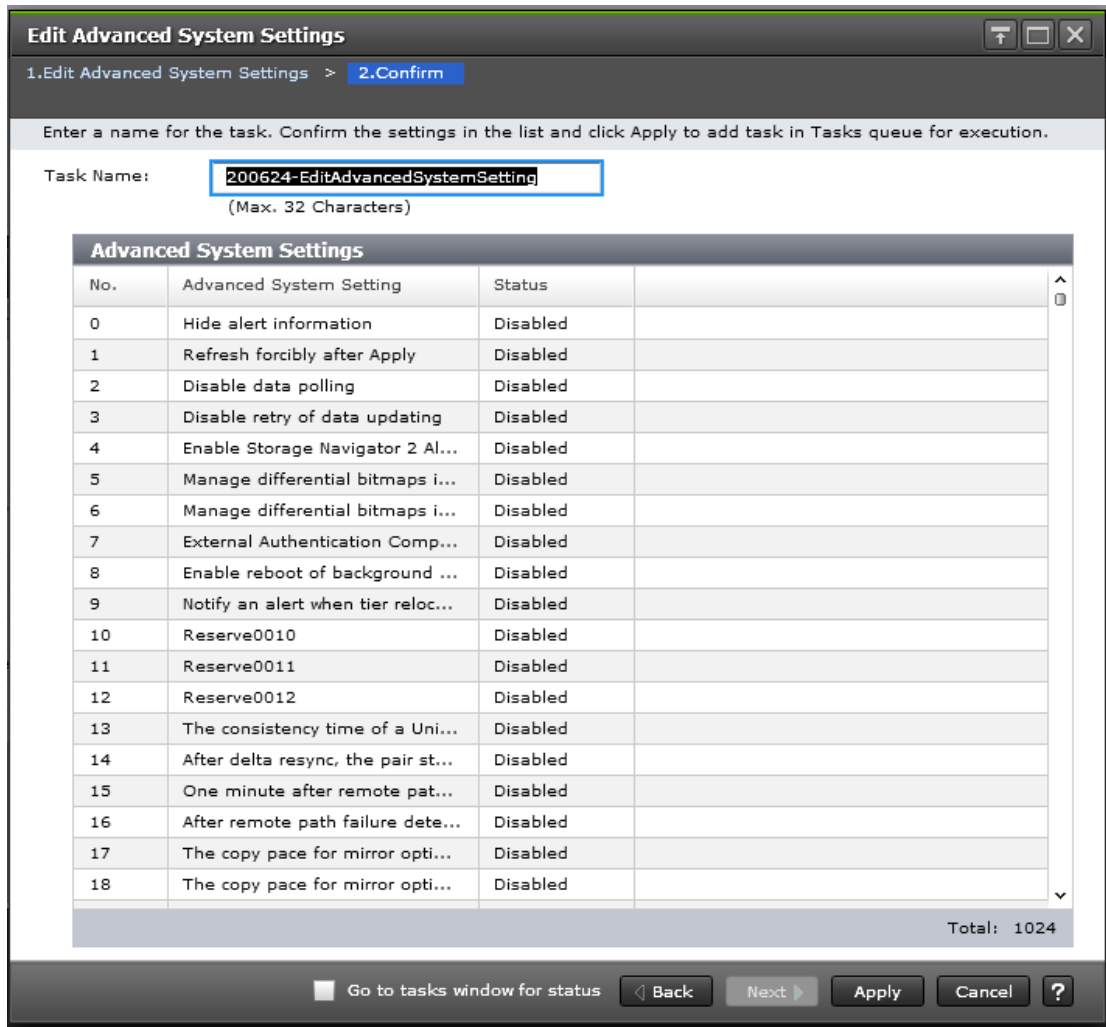 Edit Advanced System Settings
1.Edit Advanced System Settings > 2.Confirm
Enter a name for the task. Confirm the settings in the list and click Apply to add task in Tasks queue for execution.
Task Name: 200624-EditAdvancedSystemSetting
(Max. 32 Characters)
Advanced System Settings
No. Advanced System Setting Status
0 Hide alert information Disabled
1 Refresh forcibly after Apply Disabled
2 Disable data polling Disabled
3 Disable retry of data updating Disabled
4 Enable Storage Navigator 2 Al... Disabled
5 Manage differential bitmaps i... Disabled
6 Manage differential bitmaps i... Disabled
7 External Authentication Comp... Disabled
8 Enable reboot of background ... Disabled
9 Notify an alert when tier reloc... Disabled
10 Reserve0010 Disabled
11 Reserve0011 Disabled
12 Reserve0012 Disabled
13 The consistency time of a Uni... Disabled
14 After delta resync, the pair st... Disabled
15 One minute after remote pat... Disabled
16 After remote path failure dete... Disabled
17 The copy pace for mirror opti... Disabled
18 The copy pace for mirror opti... Disabled
Total: 1024
Go to tasks window for status Back Next Apply Cancel ?